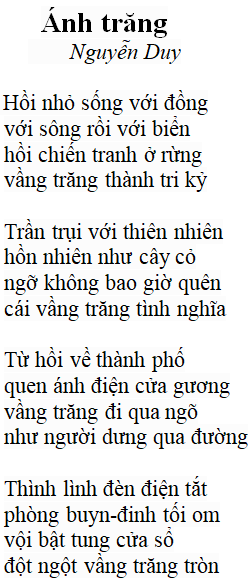 Ánh trăng
Nguyễn Duy
Hồi nhỏ sống với đồng
với sông rồi với biển
hồi chiến tranh ở rừng
vầng trăng thành tri kỷ
Trần trụi với thiên nhiên
hồn nhiên như cây cỏ
ngỡ không bao giờ quên
cái vầng trăng tình nghĩa
Từ hồi về thành phố
quen ánh điện cửa gương
vầng trăng đi qua ngõ
như người dưng qua đường
Thình lình đèn điện tắt
phòng buyn-đinh tối om
vội bật tung cửa sổ
đột ngột vầng trăng tròn